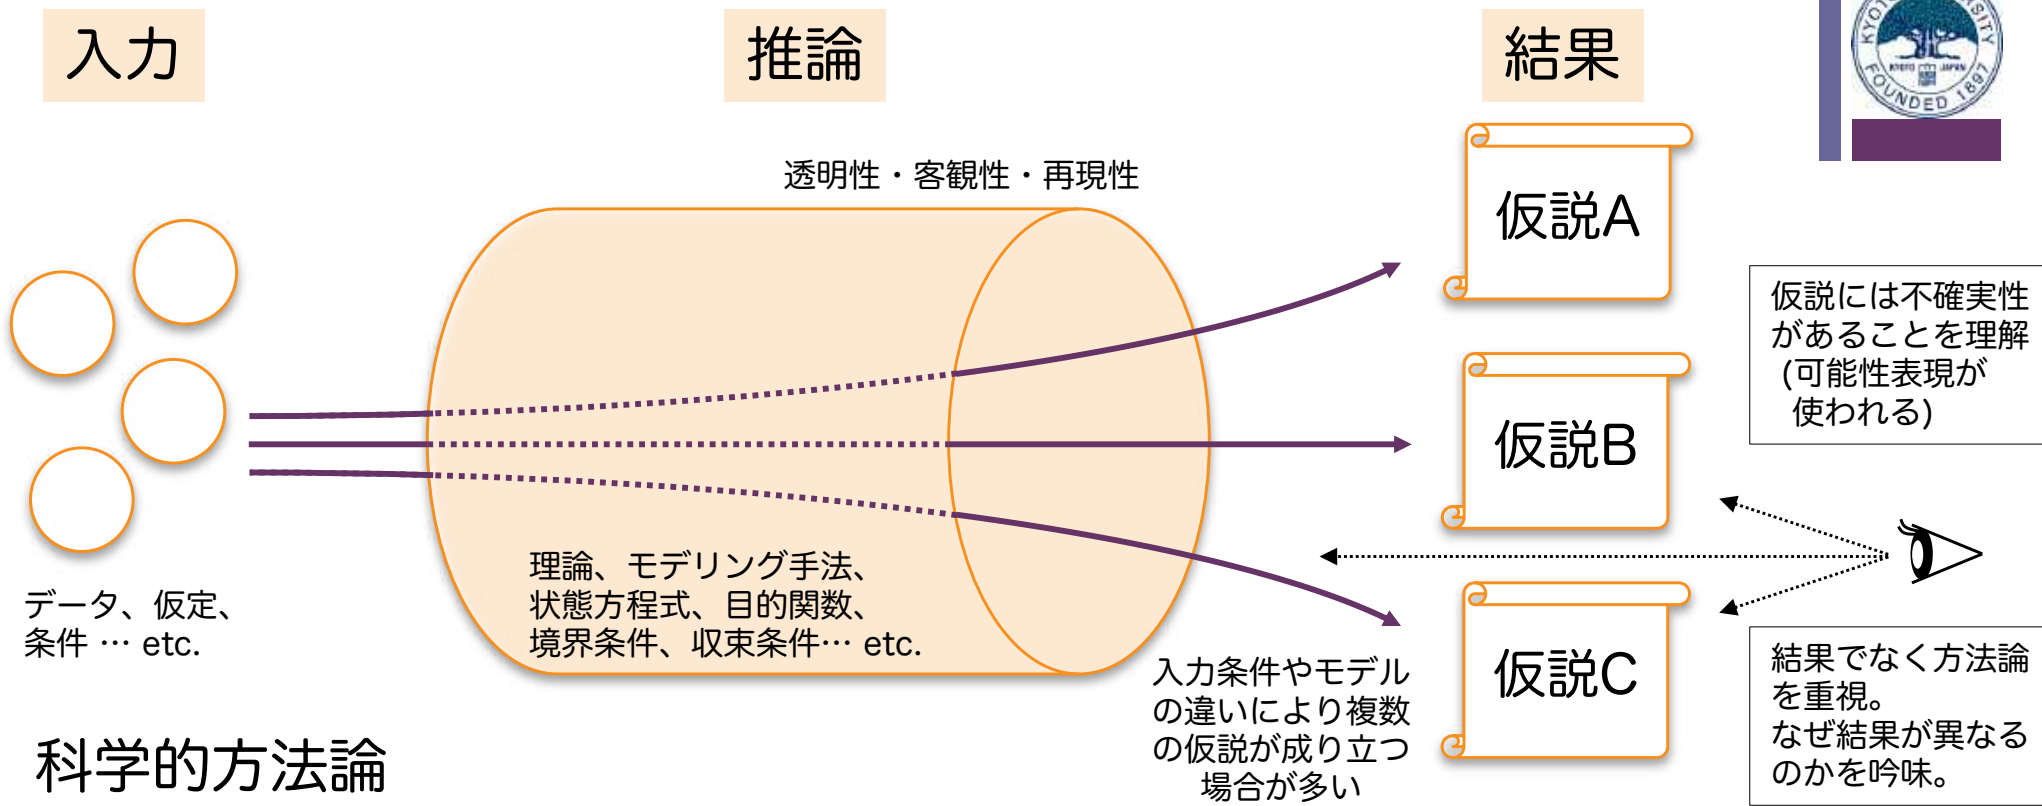 入力
推論
結果
KYOTO
FOUNDED 1897
KYOTO
JAPAN
透明性・客観性・再現性
仮説A
仮説には不確実性
があることを理解
(可能性表現が
使われる)
仮説B
データ、仮定、
条件 … etc.
理論、モデリング手法、
状態方程式、目的関数、
境界条件、収束条件… etc.
入力条件やモデル
の違いにより複数
の仮説が成り立つ
場合が多い
仮説C
結果でなく方法論
を重視。
なぜ結果が異なる
のかを吟味。
科学的方法論